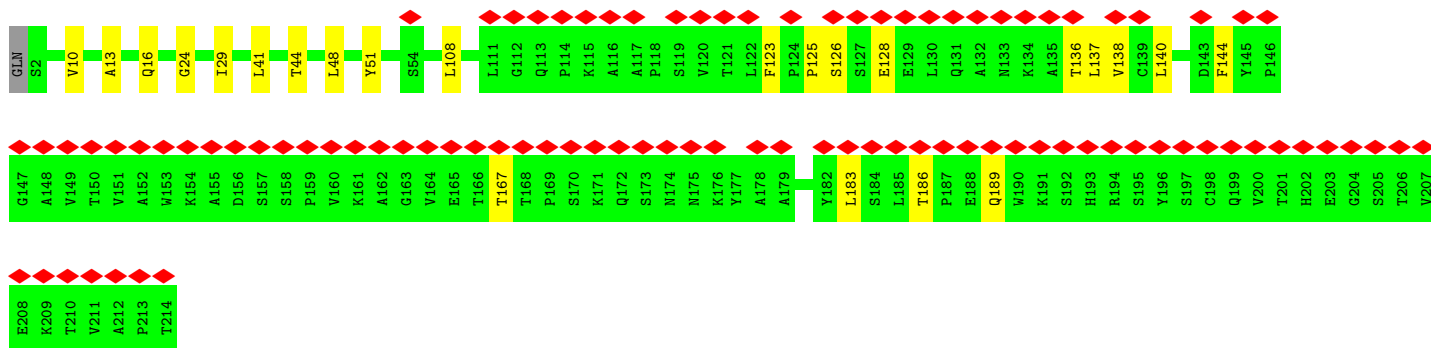 GLN S2 V10 A13 Q16 G24 I29 L41 T44 L48 Y51 S54 L108 L111 G112 Q113 P114 K115 A116 A117 P118 S119 V120 T121 L122 F123 P124 P125 S126 S127 E128 E129 L130 Q131 A132 N133 K134 A135 T136 L137 V138 C139 L140 D143 F144 Y145 P146
G147 A148 V149 T150 V151 A152 W153 K154 A155 D156 S157 S158 P159 V160 K161 A162 G163 V164 E165 T166 T167 T168 P169 S170 K171 Q172 S173 N174 N175 K176 Y177 A178 A179 Y182 L183 S184 L185 T186 P187 E188 Q189 W190 K191 S192 H193 R194 S195 Y196 S197 C198 Q199 V200 T201 H202 E203 G204 S205 T206 V207
E208 K209 T210 V211 A212 P213 T214